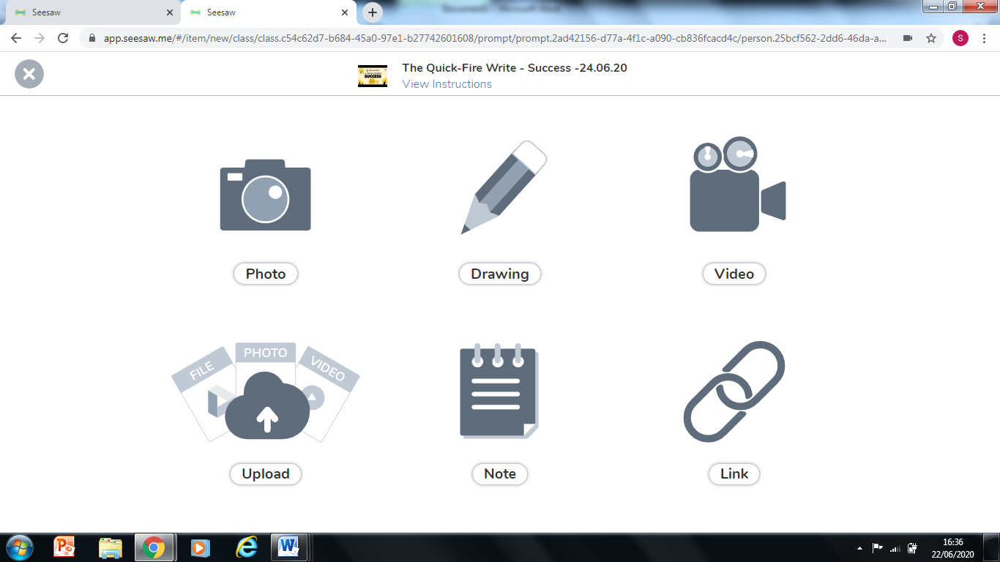 Seesaw
Seesaw
app.seesaw.me/#/item/new/class/class.c54c62d7-b684-45a0-97e1-b27742601608/prompt/prompt.2ad42156-d77a-4f1c-a090-cb836fcacd4c/person.25bcf562-2dd6-46da-a...
S
The Quick-Fire Write - Success -24.06.20
View Instructions
SUCCESS
Photo
Drawing
Video
FILE
PHOTO
VIDEO
Upload
Note
Link
16:36
22/06/2020